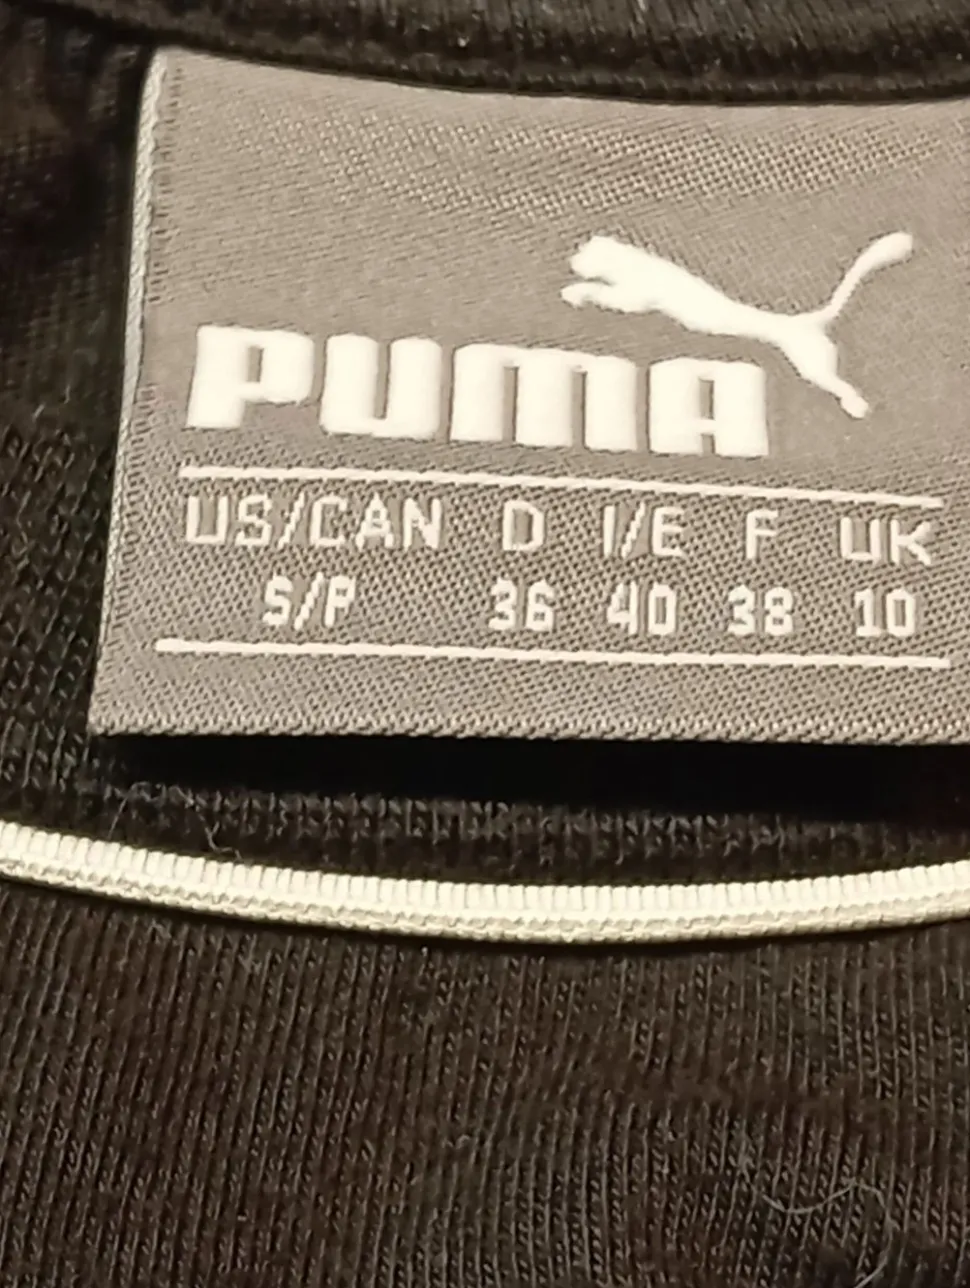 PUMA
US/CAN D I/E F UK
S/P 36 40 38 10